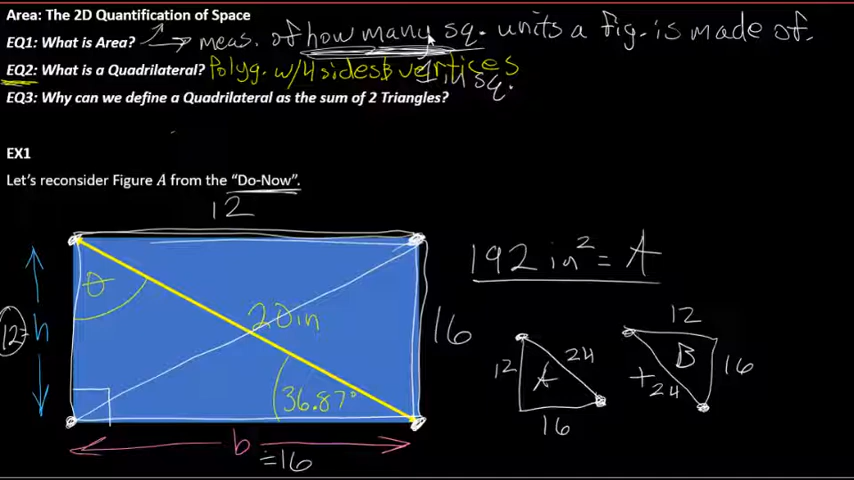 Area: The 2D Quantification of Space
EQ1: What is Area? meas. of how many sq. units a fig. is made of.
EQ2: What is a Quadrilateral? Polyg. w/4 sides & vertices
sq.
EQ3: Why can we define a Quadrilateral as the sum of 2 Triangles?
EX1
Let's reconsider Figure A from the "Do-Now".
12
θ
192 in² = A
12 = h
20in
16
36.87°
b
=16
12
A
24
16
12
B
16
+
24